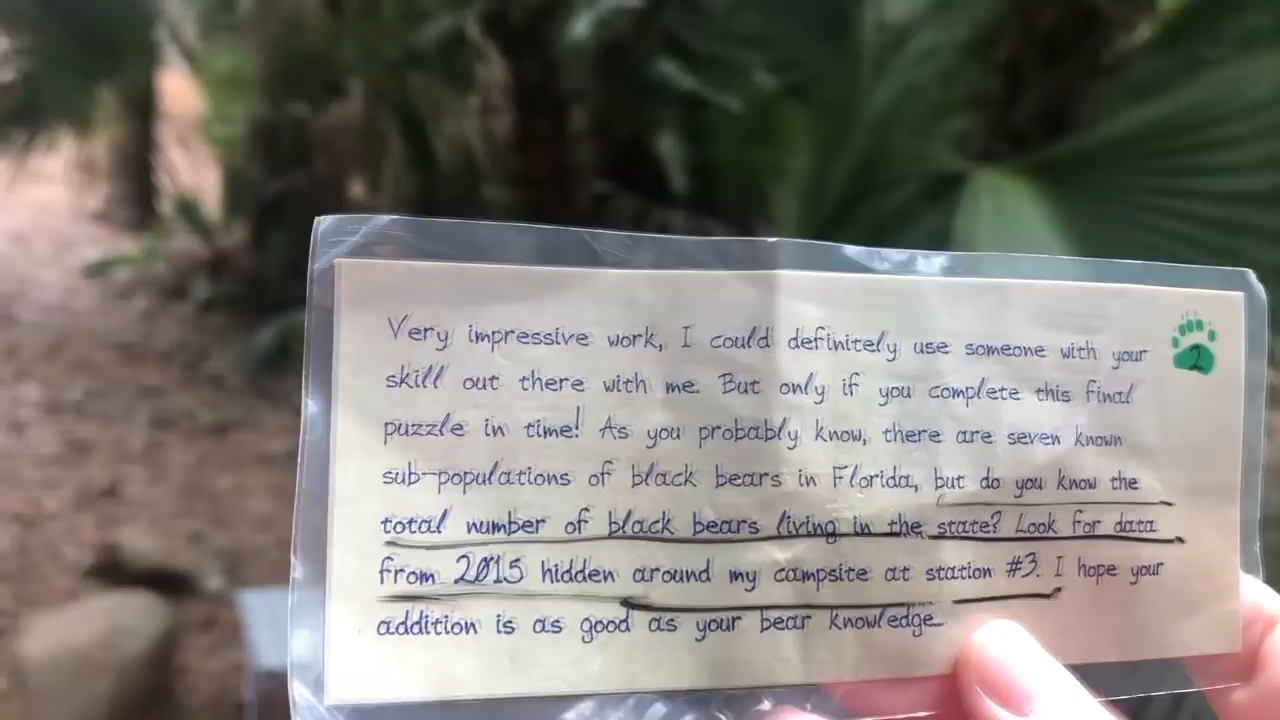 Very impressive work, I could definitely use someone with your
skill out there with me. But only if you complete this final
puzzle in time! As you probably know, there are seven known
sub-populations of black bears in Florida, but do you know the
total number of black bears living in the state? Look for data
from 2015 hidden around my campsite at station #3. I hope your
addition is as good as your bear knowledge...
2